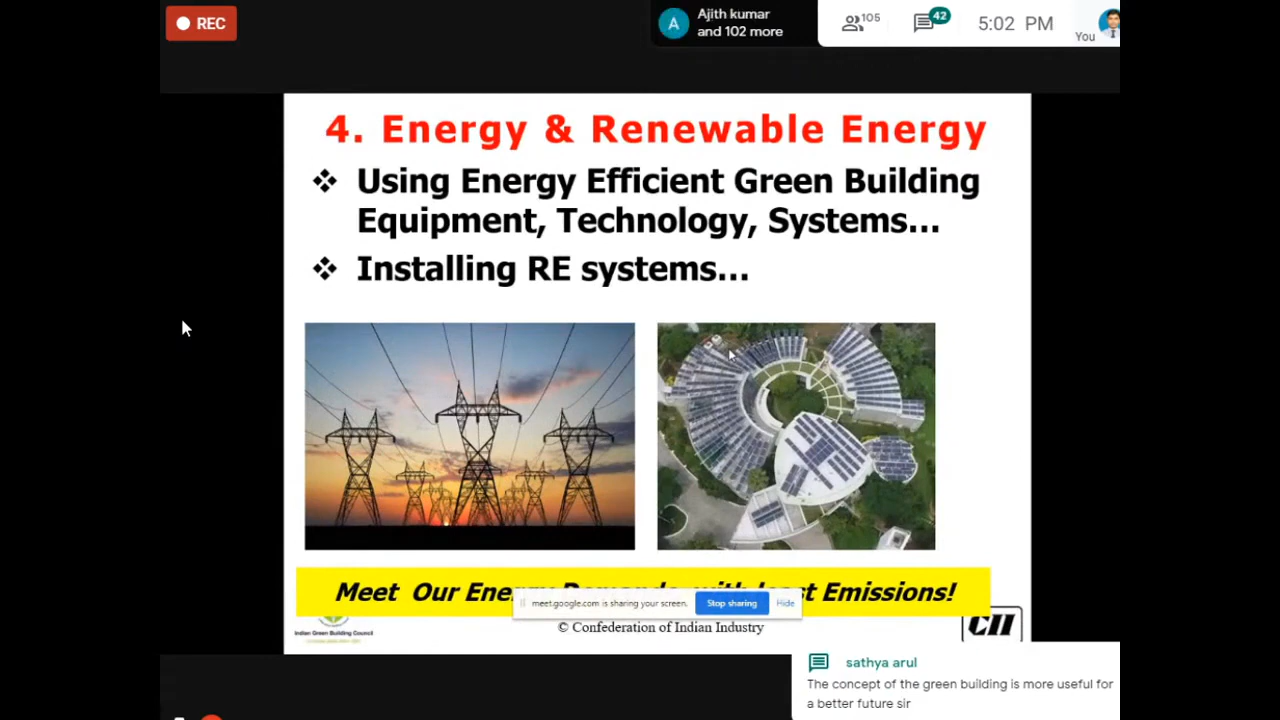 REC
Ajith kumar
and 102 more
A
105
42
5:02 PM
You
4. Energy & Renewable Energy
Using Energy Efficient Green Building
Equipment, Technology, Systems...
Installing RE systems...
Meet Our Energy Demands with least Emissions!
meet.google.com is sharing your screen.
Stop sharing
Hide
Indian Green Building Council
© Confederation of Indian Industry
CII
sathya arul
The concept of the green building is more useful for
a better future sir